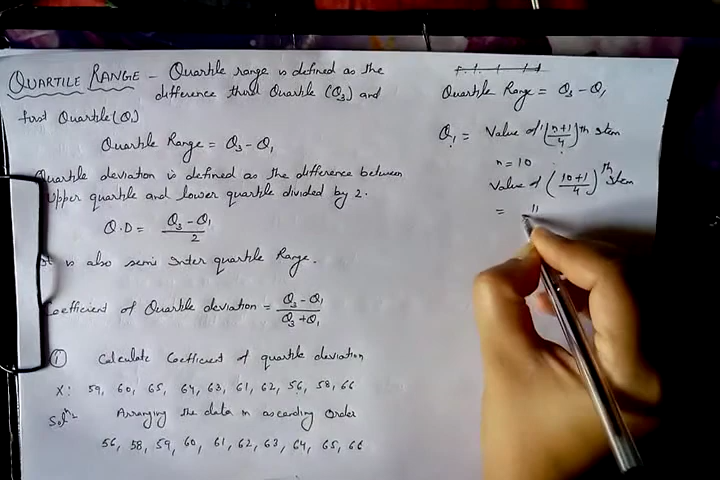 QUARTILE RANGE - Quartile range is defined as the
difference third Quartile (Q3) and
first Quartile (Q1)
Quartile Range = Q3 - Q1
Quartile deviation is defined as the difference between
Upper quartile and lower quartile divided by 2.
Q.D = Q3 - Q1 / 2
It is also semi Inter quartile Range.
Coefficient of Quartile deviation = Q3 - Q1 / Q3 + Q1
① Calculate Coefficient of quartile deviation
X: 59, 60, 65, 64, 63, 61, 62, 56, 58, 66
Solⁿ Arranging the data in ascending Order
56, 58, 59, 60, 61, 62, 63, 64, 65, 66
Quartile Range = Q3 - Q1
Q1 = Value of (n+1 / 4)th item
n = 10
Value of (10+1 / 4)th item
= 11